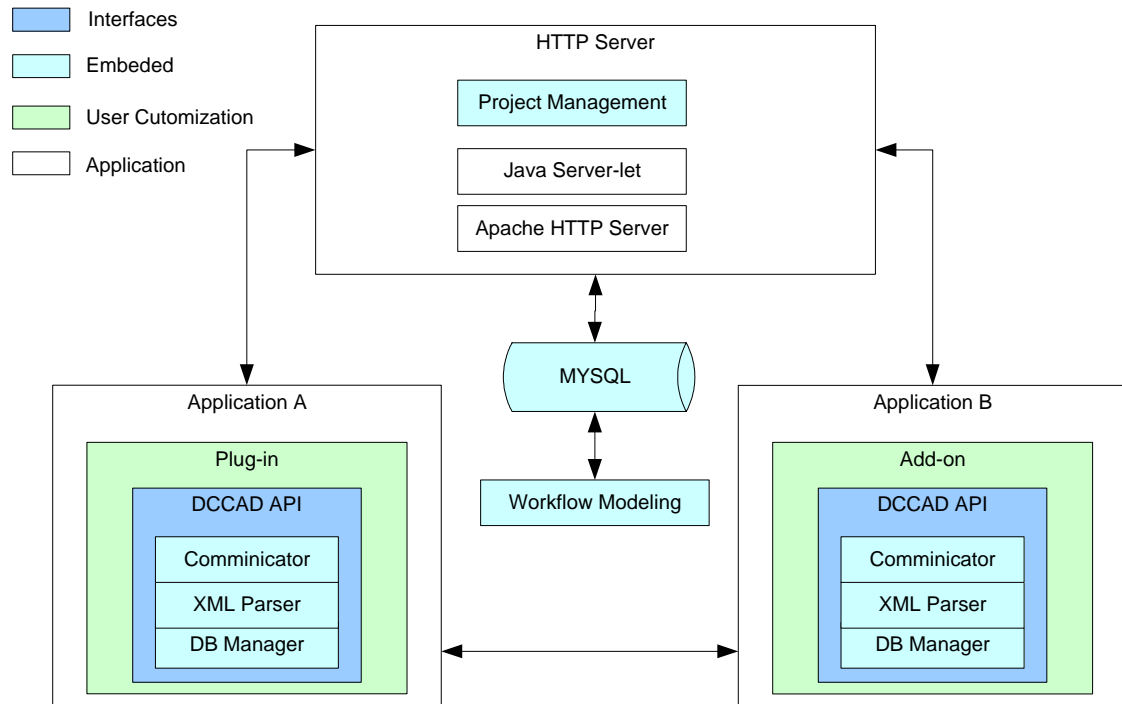 Interfaces
Embeded
User Cutomization
Application
HTTP Server
Project Management
Java Server-let
Apache HTTP Server
MYSQL
Workflow Modeling
Application A
Plug-in
DCCAD API
Comminicator
XML Parser
DB Manager
Application B
Add-on
DCCAD API
Comminicator
XML Parser
DB Manager